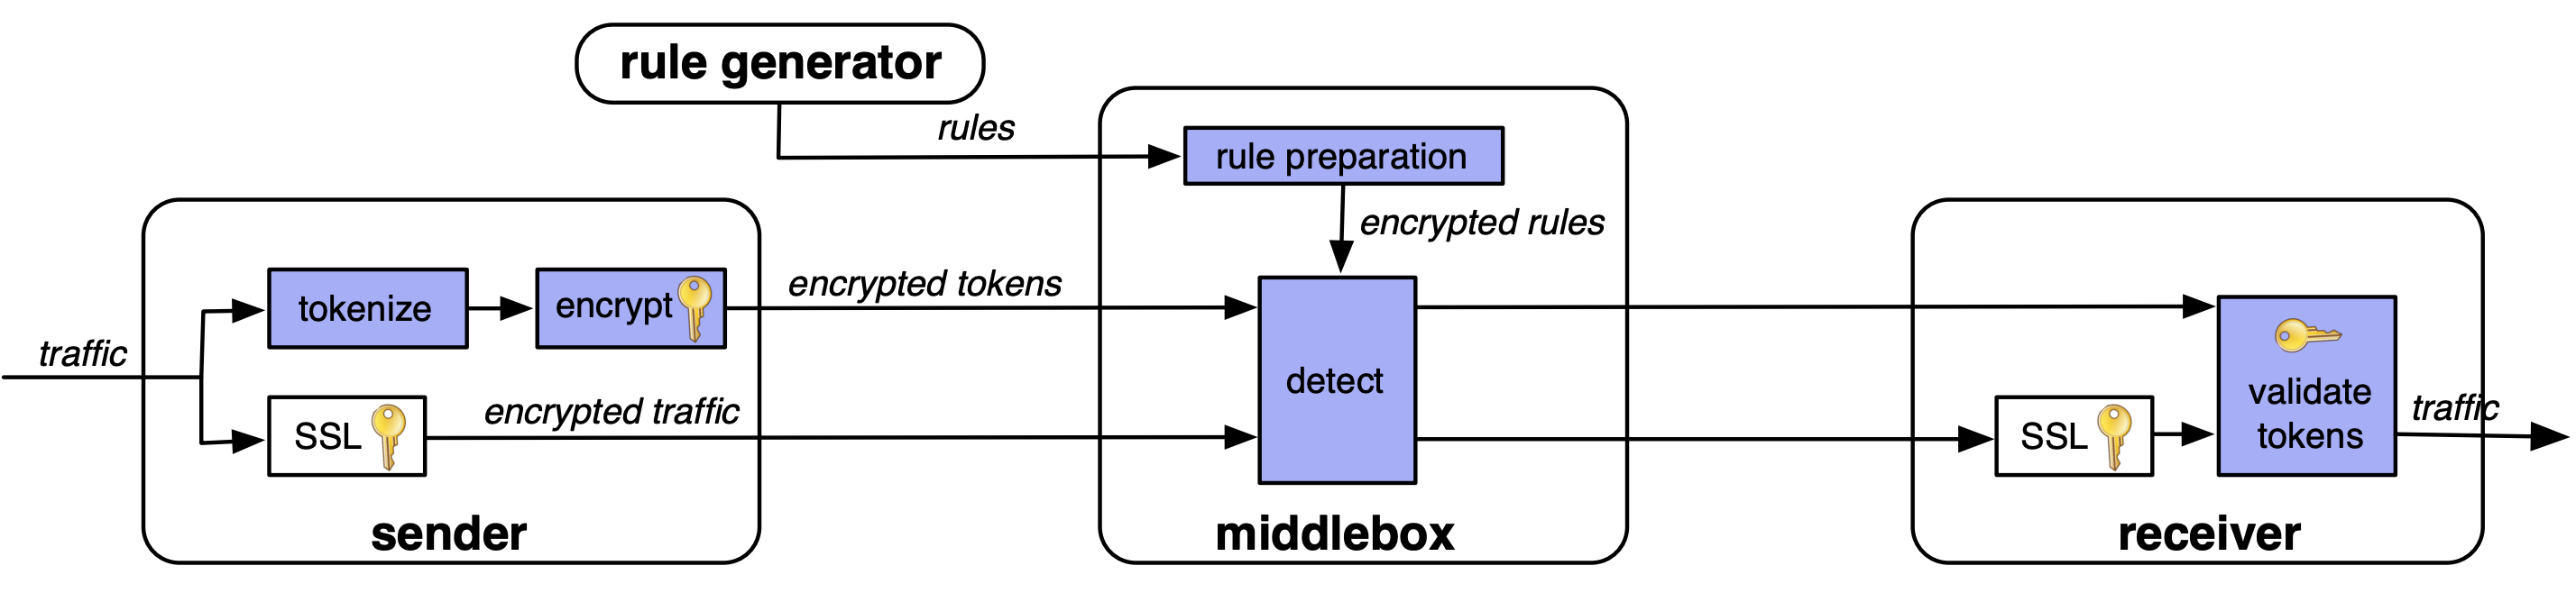 rule generator
rules
rule preparation
encrypted rules
tokenize
encrypt
encrypted tokens
traffic
detect
validate
tokens
traffic
SSL
encrypted traffic
SSL
sender
middlebox
receiver